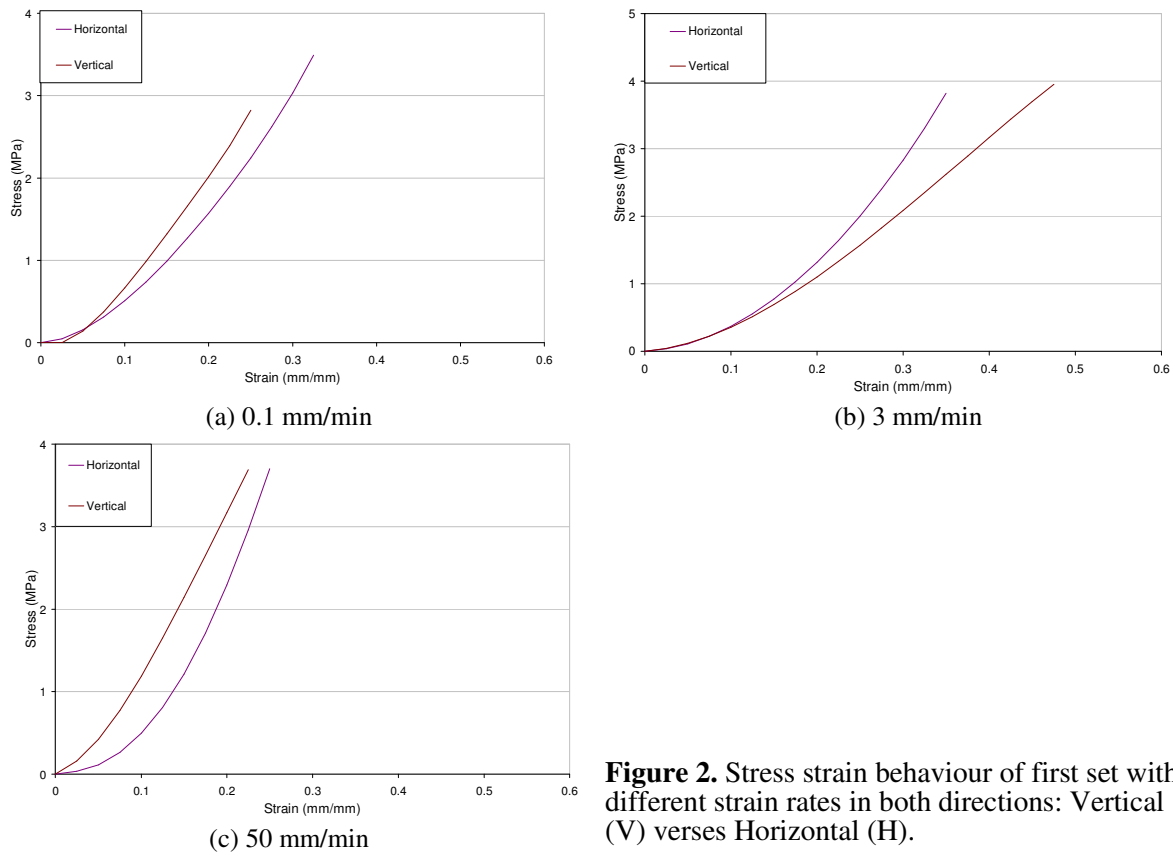 Horizontal
Vertical
4
3
2
1
0
Stress (MPa)
0 0.1 0.2 0.3 0.4 0.5 0.6
Strain (mm/mm)
(a) 0.1 mm/min
Horizontal
Vertical
5
4
3
2
1
0
Stress (MPa)
0 0.1 0.2 0.3 0.4 0.5 0.6
Strain (mm/mm)
(b) 3 mm/min
Horizontal
Vertical
4
3
2
1
0
Stress (MPa)
0 0.1 0.2 0.3 0.4 0.5 0.6
Strain (mm/mm)
(c) 50 mm/min
Figure 2. Stress strain behaviour of first set with
different strain rates in both directions: Vertical
(V) verses Horizontal (H).